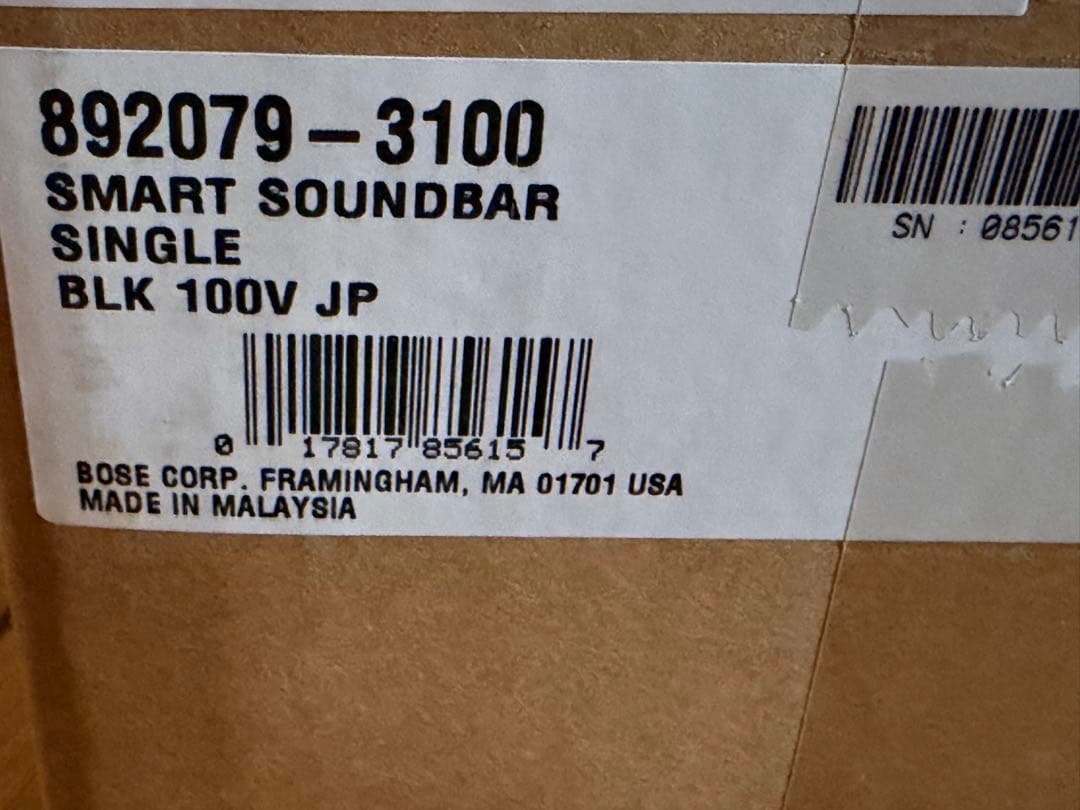 892079-3100
SMART SOUNDBAR
SINGLE
BLK 100V JP
0 17817 85615 7
BOSE CORP. FRAMINGHAM, MA 01701 USA
MADE IN MALAYSIA
SN : 08561